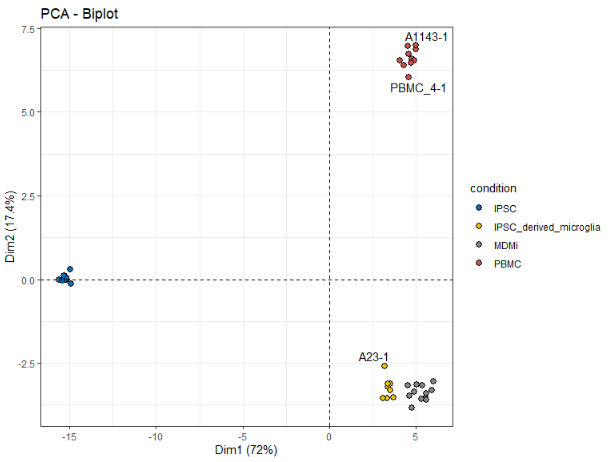 PCA - Biplot
7.5
5.0
2.5
0.0
-2.5
Dim2 (17.4%)
A1143-1
PBMC_4-1
A23-1
-15
-10
-5
0
5
Dim1 (72%)
condition
IPSC
IPSC_derived_microglia
MDMi
PBMC